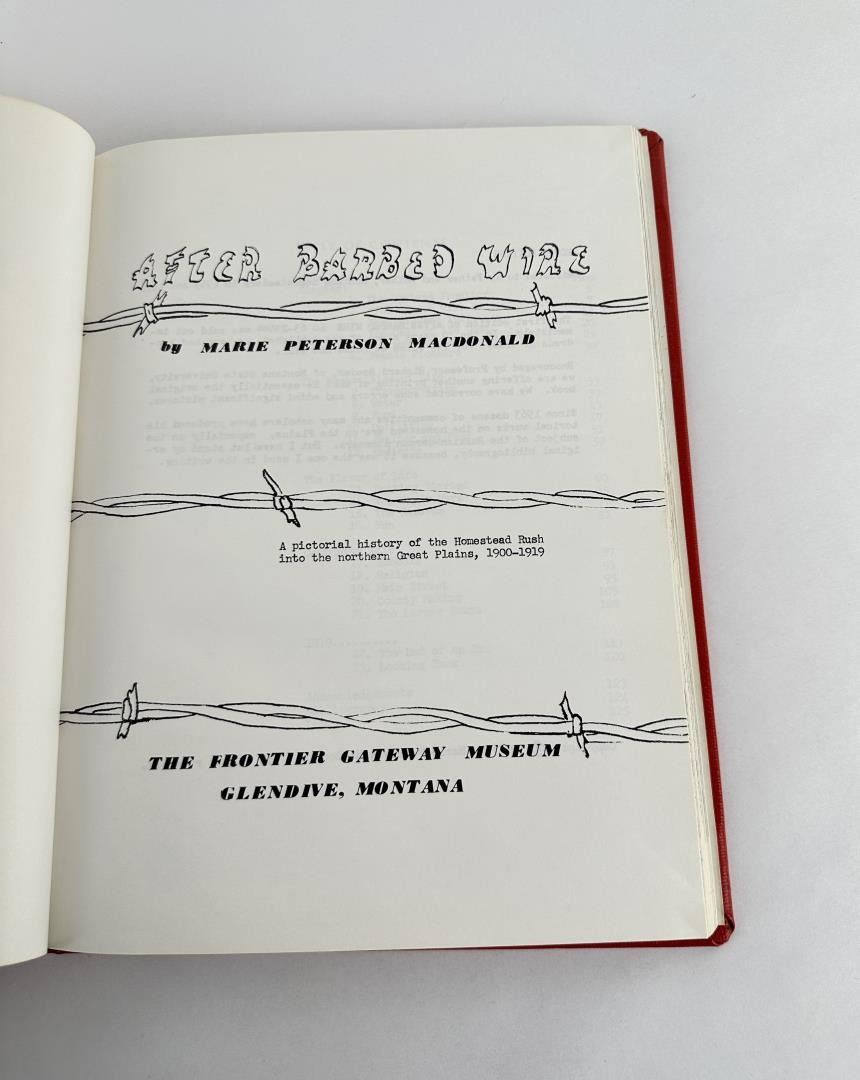 AFTER BARBED WIRE
by MARIE PETERSON MACDONALD
A pictorial history of the Homestead Rush
into the northern Great Plains, 1900-1919
THE FRONTIER GATEWAY MUSEUM
GLENDIVE, MONTANA